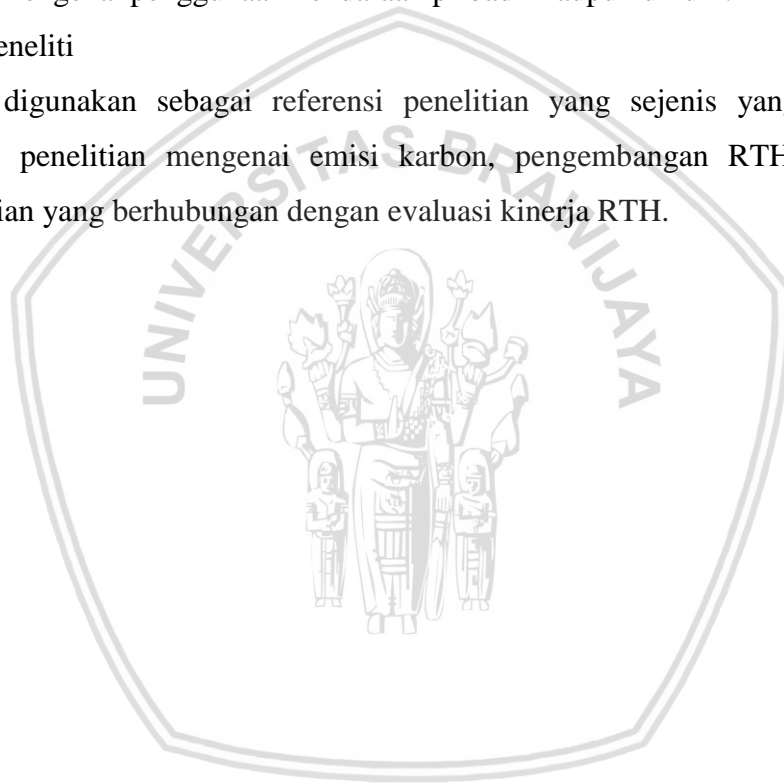 eneliti
digunakan sebagai referensi penelitian yang sejenis yang
penelitian mengenai emisi karbon, pengembangan RTH
ian yang berhubungan dengan evaluasi kinerja RTH.
UNIVERSITAS BRAWIJAYA